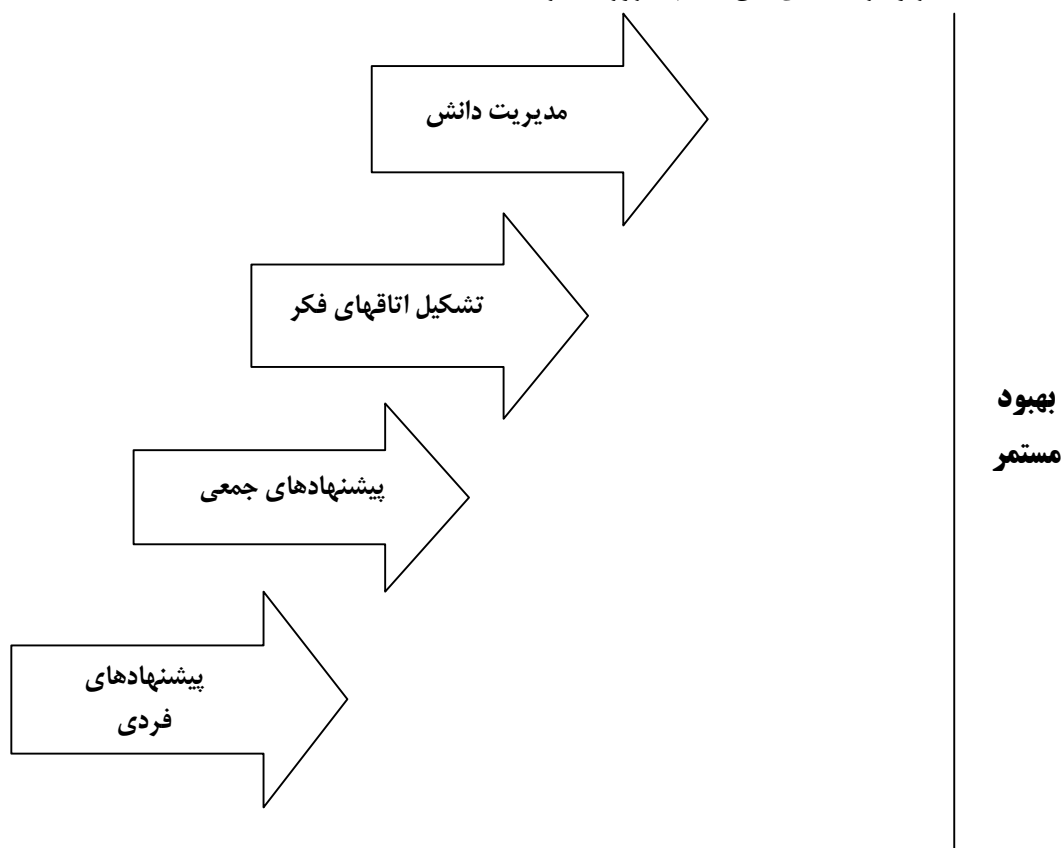 مدیریت دانش
تشکیل اتاقهای فکر
بهبود
مستمر
پیشنهادهای جمعی
پیشنهادهای
فردی